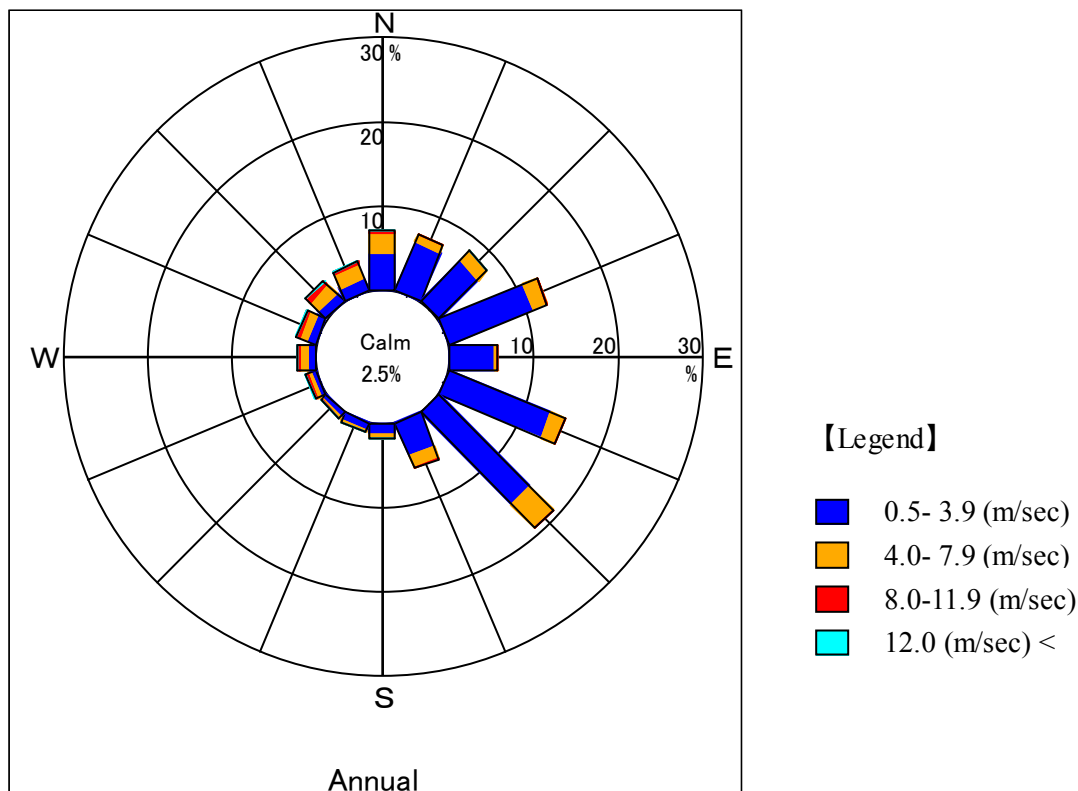 N
30 %
20
10
Calm
2.5%
W
10
20
30
%
E
S
Annual
【Legend】
0.5- 3.9 (m/sec)
4.0- 7.9 (m/sec)
8.0-11.9 (m/sec)
12.0 (m/sec) <